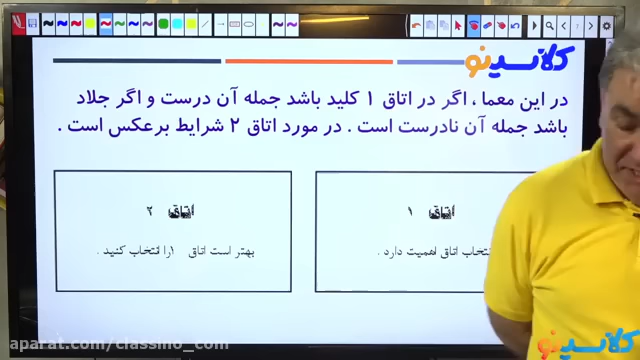 کلاسینو
در این معما ، اگر در اتاق ۱ کلید باشد جمله آن درست و اگر جلاد
باشد جمله آن نادرست است . در مورد اتاق ۲ شرایط برعکس است .
اتاق ۱
انتخاب اتاق اهمیت دارد .
اتاق ۲
بهتر است اتاق ۱ را انتخاب کنید .
aparat.com/classino_com
کلاسینو